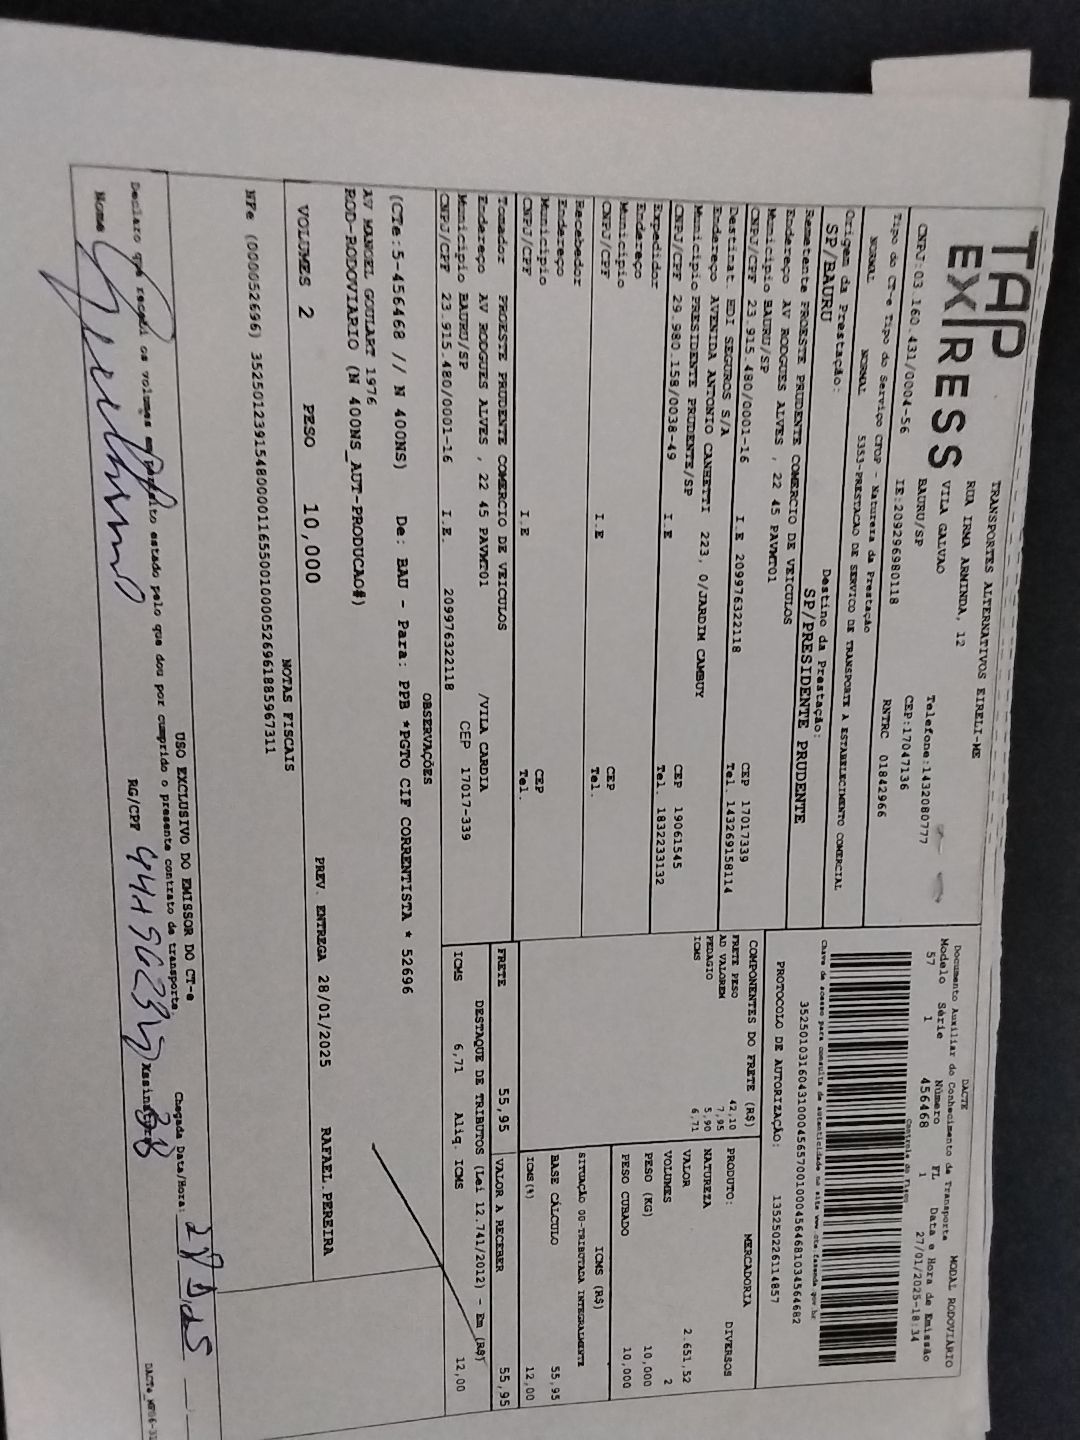 TAP
EXPRESS
TRANSPORTES ALTERNATIVOS EIRELI-ME
RUA IRMA ARMINDA, 12
VILA GALVAO
BAURU/SP
Telefone:1432080777
CEP:17047136
CNPJ:03.160.431/0004-56 IE:209296980118 RNTRC 01842966
Tipo do CT-e Tipo do Serviço CFOP - Natureza da Prestação
NORMAL NORMAL 5353-PRESTACAO DE SERVICO DE TRANSPORTE A ESTABELECIMENTO COMERCIAL
Origem da Prestação: Destino da Prestação:
SP/BAURU SP/PRESIDENTE PRUDENTE
Remetente PROESTE PRUDENTE COMERCIO DE VEICULOS
Endereço AV RODGUES ALVES , 22 45 PAVMT01
Município BAURU/SP CEP 17017339
CNPJ/CPF 23.915.480/0001-16 I.E 209976322118 Tel. 143269158114
Destinat. EDI SEGUROS S/A
Endereço AVENIDA ANTONIO CANHETTI 223, 0/JARDIM CAMBUY
Município PRESIDENTE PRUDENTE/SP CEP 19061545
CNPJ/CPF 29.980.158/0038-49 I.E Tel. 1832233132
Expedidor
Endereço
Município CEP
CNPJ/CPF I.E Tel.
Recebedor
Endereço
Município CEP
CNPJ/CPF I.E Tel.
Tomador PROESTE PRUDENTE COMERCIO DE VEICULOS
Endereço AV RODGUES ALVES , 22 45 PAVMT01 /VILA CARDIA
Município BAURU/SP CEP 17017-339
CNPJ/CPF 23.915.480/0001-16 I.E. 209976322118
DACTE MODAL RODOVIÁRIO
Documento Auxiliar do Conhecimento de Transporte
Modelo Série Número FL Data e Hora de Emissão
57 1 456468 1 27/01/2025-18:34
Controle do Fisco
Chave de acesso para consulta de autenticidade no site www.cte.fazenda.gov.br
35250103160431000456570010004564681034564682
PROTOCOLO DE AUTORIZAÇÃO: 135250226114857
COMPONENTES DO FRETE (R$)
FRETE PESO 42,10
AD VALOREM 7,95
PEDAGIO 5,90
ICMS 6,71
MERCADORIA
PRODUTO: DIVERSOS
NATUREZA
VALOR 2.651,52
VOLUMES 2
PESO (KG) 10,000
PESO CUBADO 10,000
ICMS (R$)
SITUAÇÃO 00-TRIBUTADA INTEGRALMENTE
BASE CÁLCULO 55,95
ICMS(%) 12,00
FRETE 55,95 VALOR A RECEBER 55,95
DESTAQUE DE TRIBUTOS (Lei 12.741/2012) - Em (R$)
ICMS 6,71 Aliq. ICMS 12,00
OBSERVAÇÕES
(CTe:5-456468 // N 400NS) De: BAU - Para: PPB *PGTO CIF CORRENTISTA * 52696
AV MANOEL GOULART 1976
ROD-RODOVIARIO (N 400NS_AUT-PRODUCAO#)
VOLUMES 2 PESO 10,000 PREV. ENTREGA 28/01/2025 RAFAEL.PEREIRA
NOTAS FISCAIS
NFe (000052696) 35250123915480000116550010000526961885967311
USO EXCLUSIVO DO EMISSOR DO CT-e
Declaro que recebi os volumes em perfeito estado pelo que dou por cumprido o presente contrato de transporte.
Chegada Data/Hora:
Nome RG/CPF